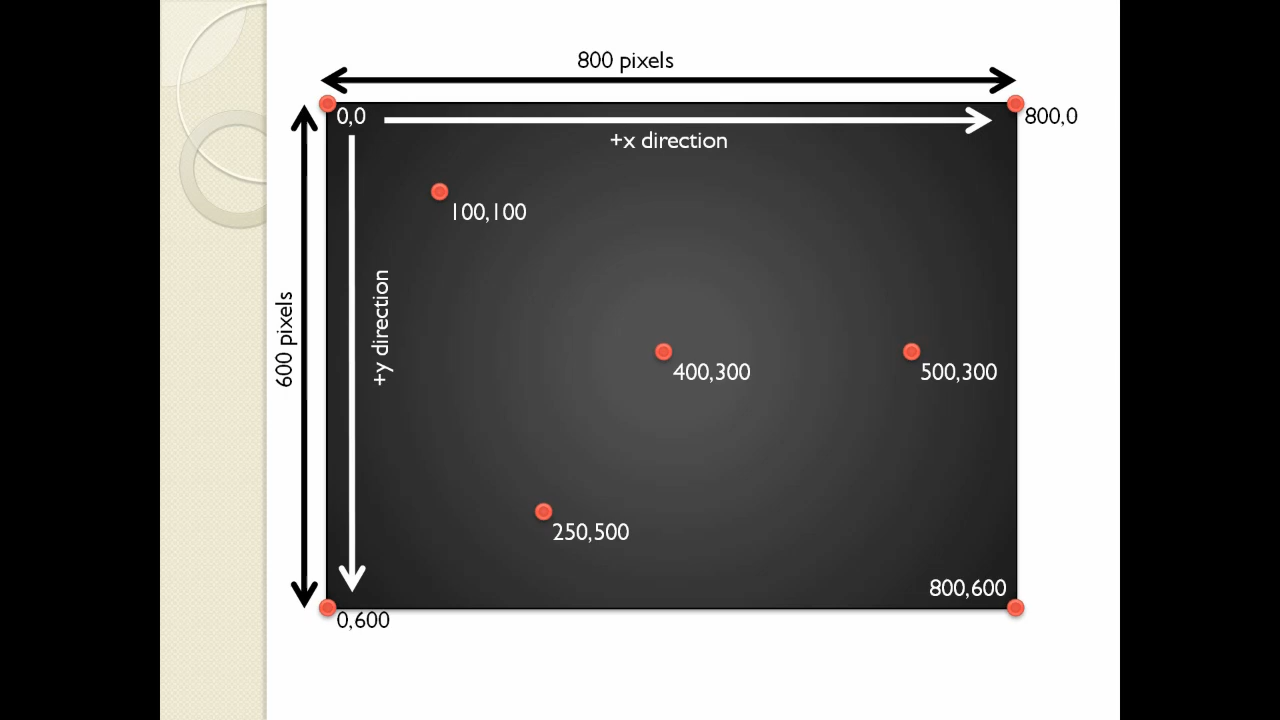 800 pixels
0,0
800,0
+x direction
100,100
+y direction
600 pixels
400,300
500,300
250,500
800,600
0,600